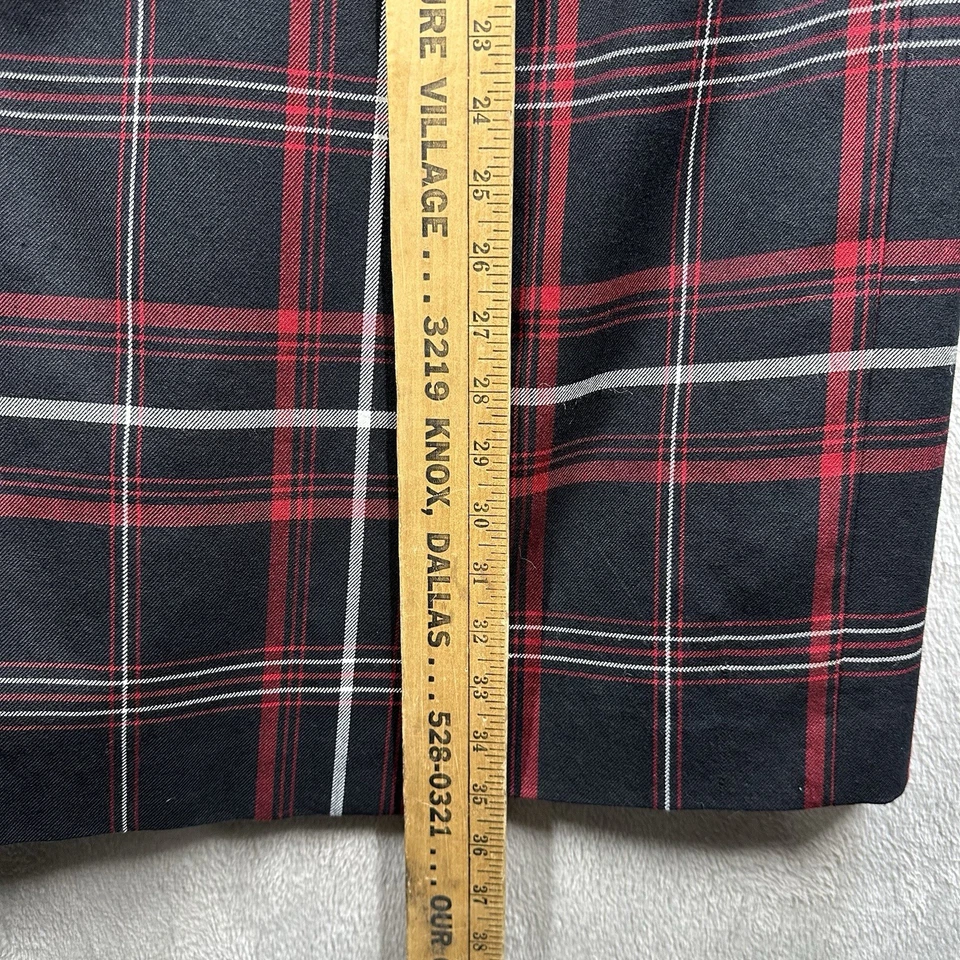 URE VILLAGE . . . 3219 KNOX, DALLAS . . . . 528-0321 . . . . OUR
23 24 25 26 27 28 29 30 31 32 33 34 35 36 37 38